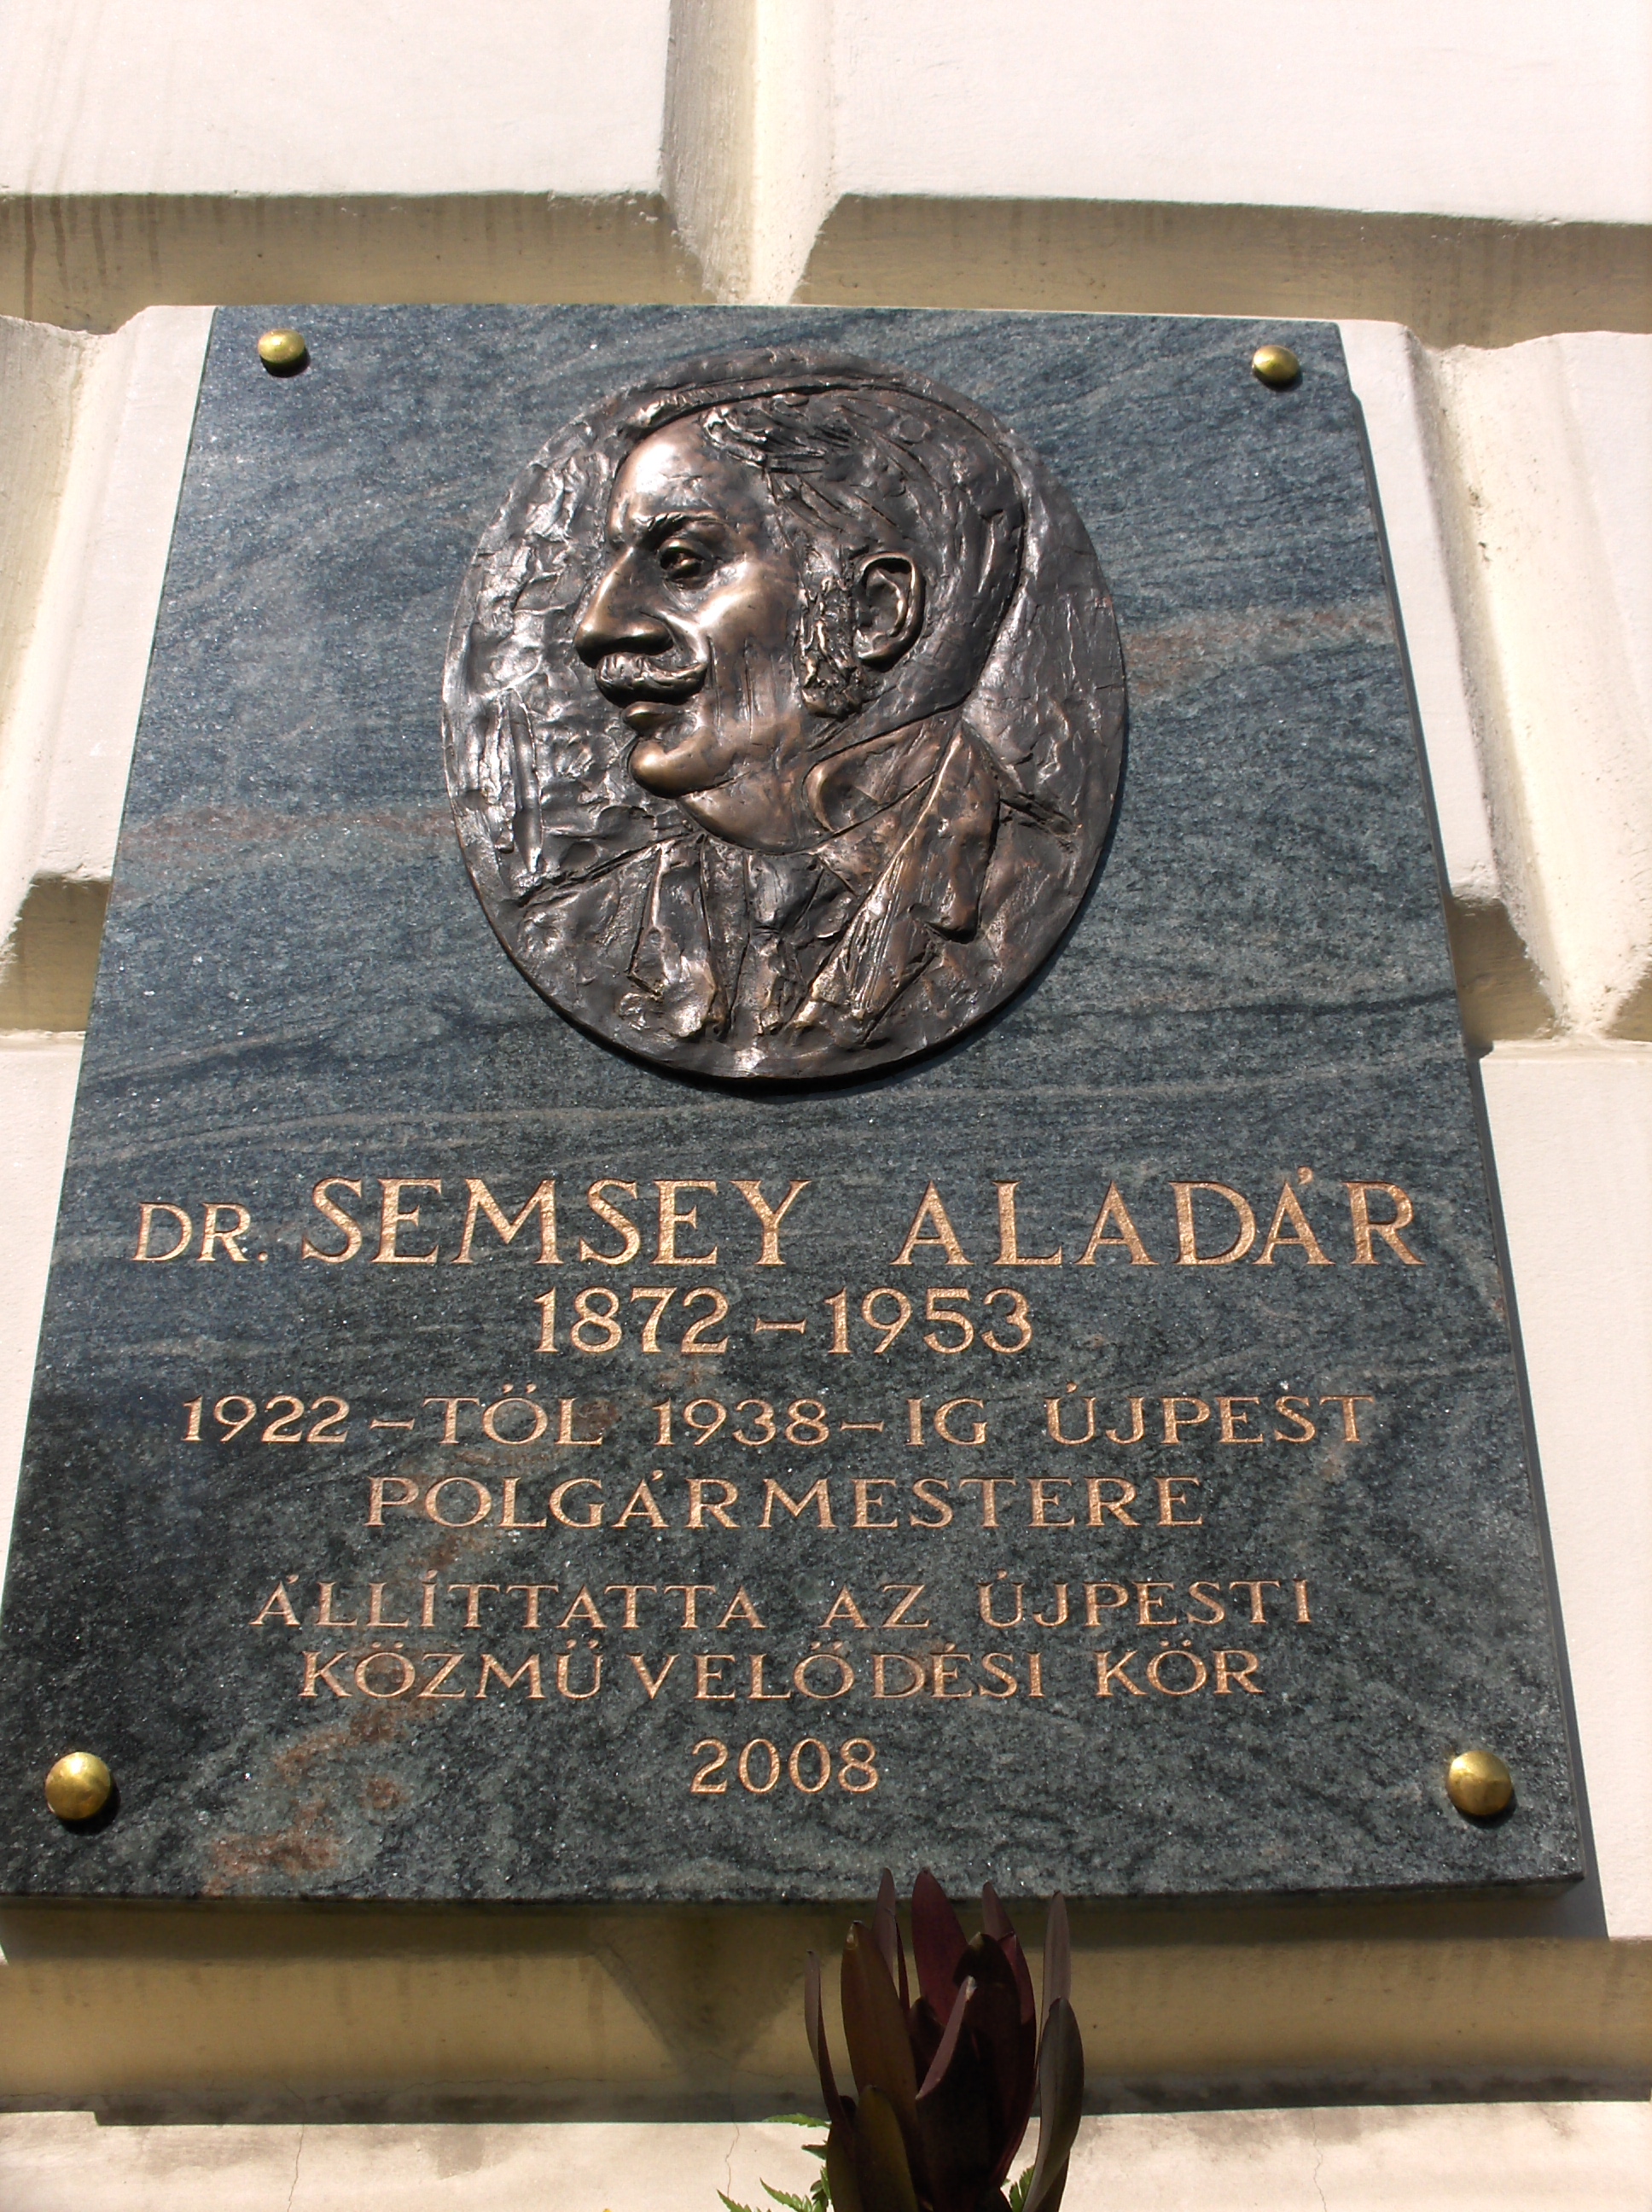 DR. SEMSEY ALADÁR
1872-1953
1922-TŐL 1938-IG ÚJPEST
POLGÁRMESTERE
ÁLLÍTTATTA AZ ÚJPESTI
KÖZMŰVELŐDÉSI KÖR
2008